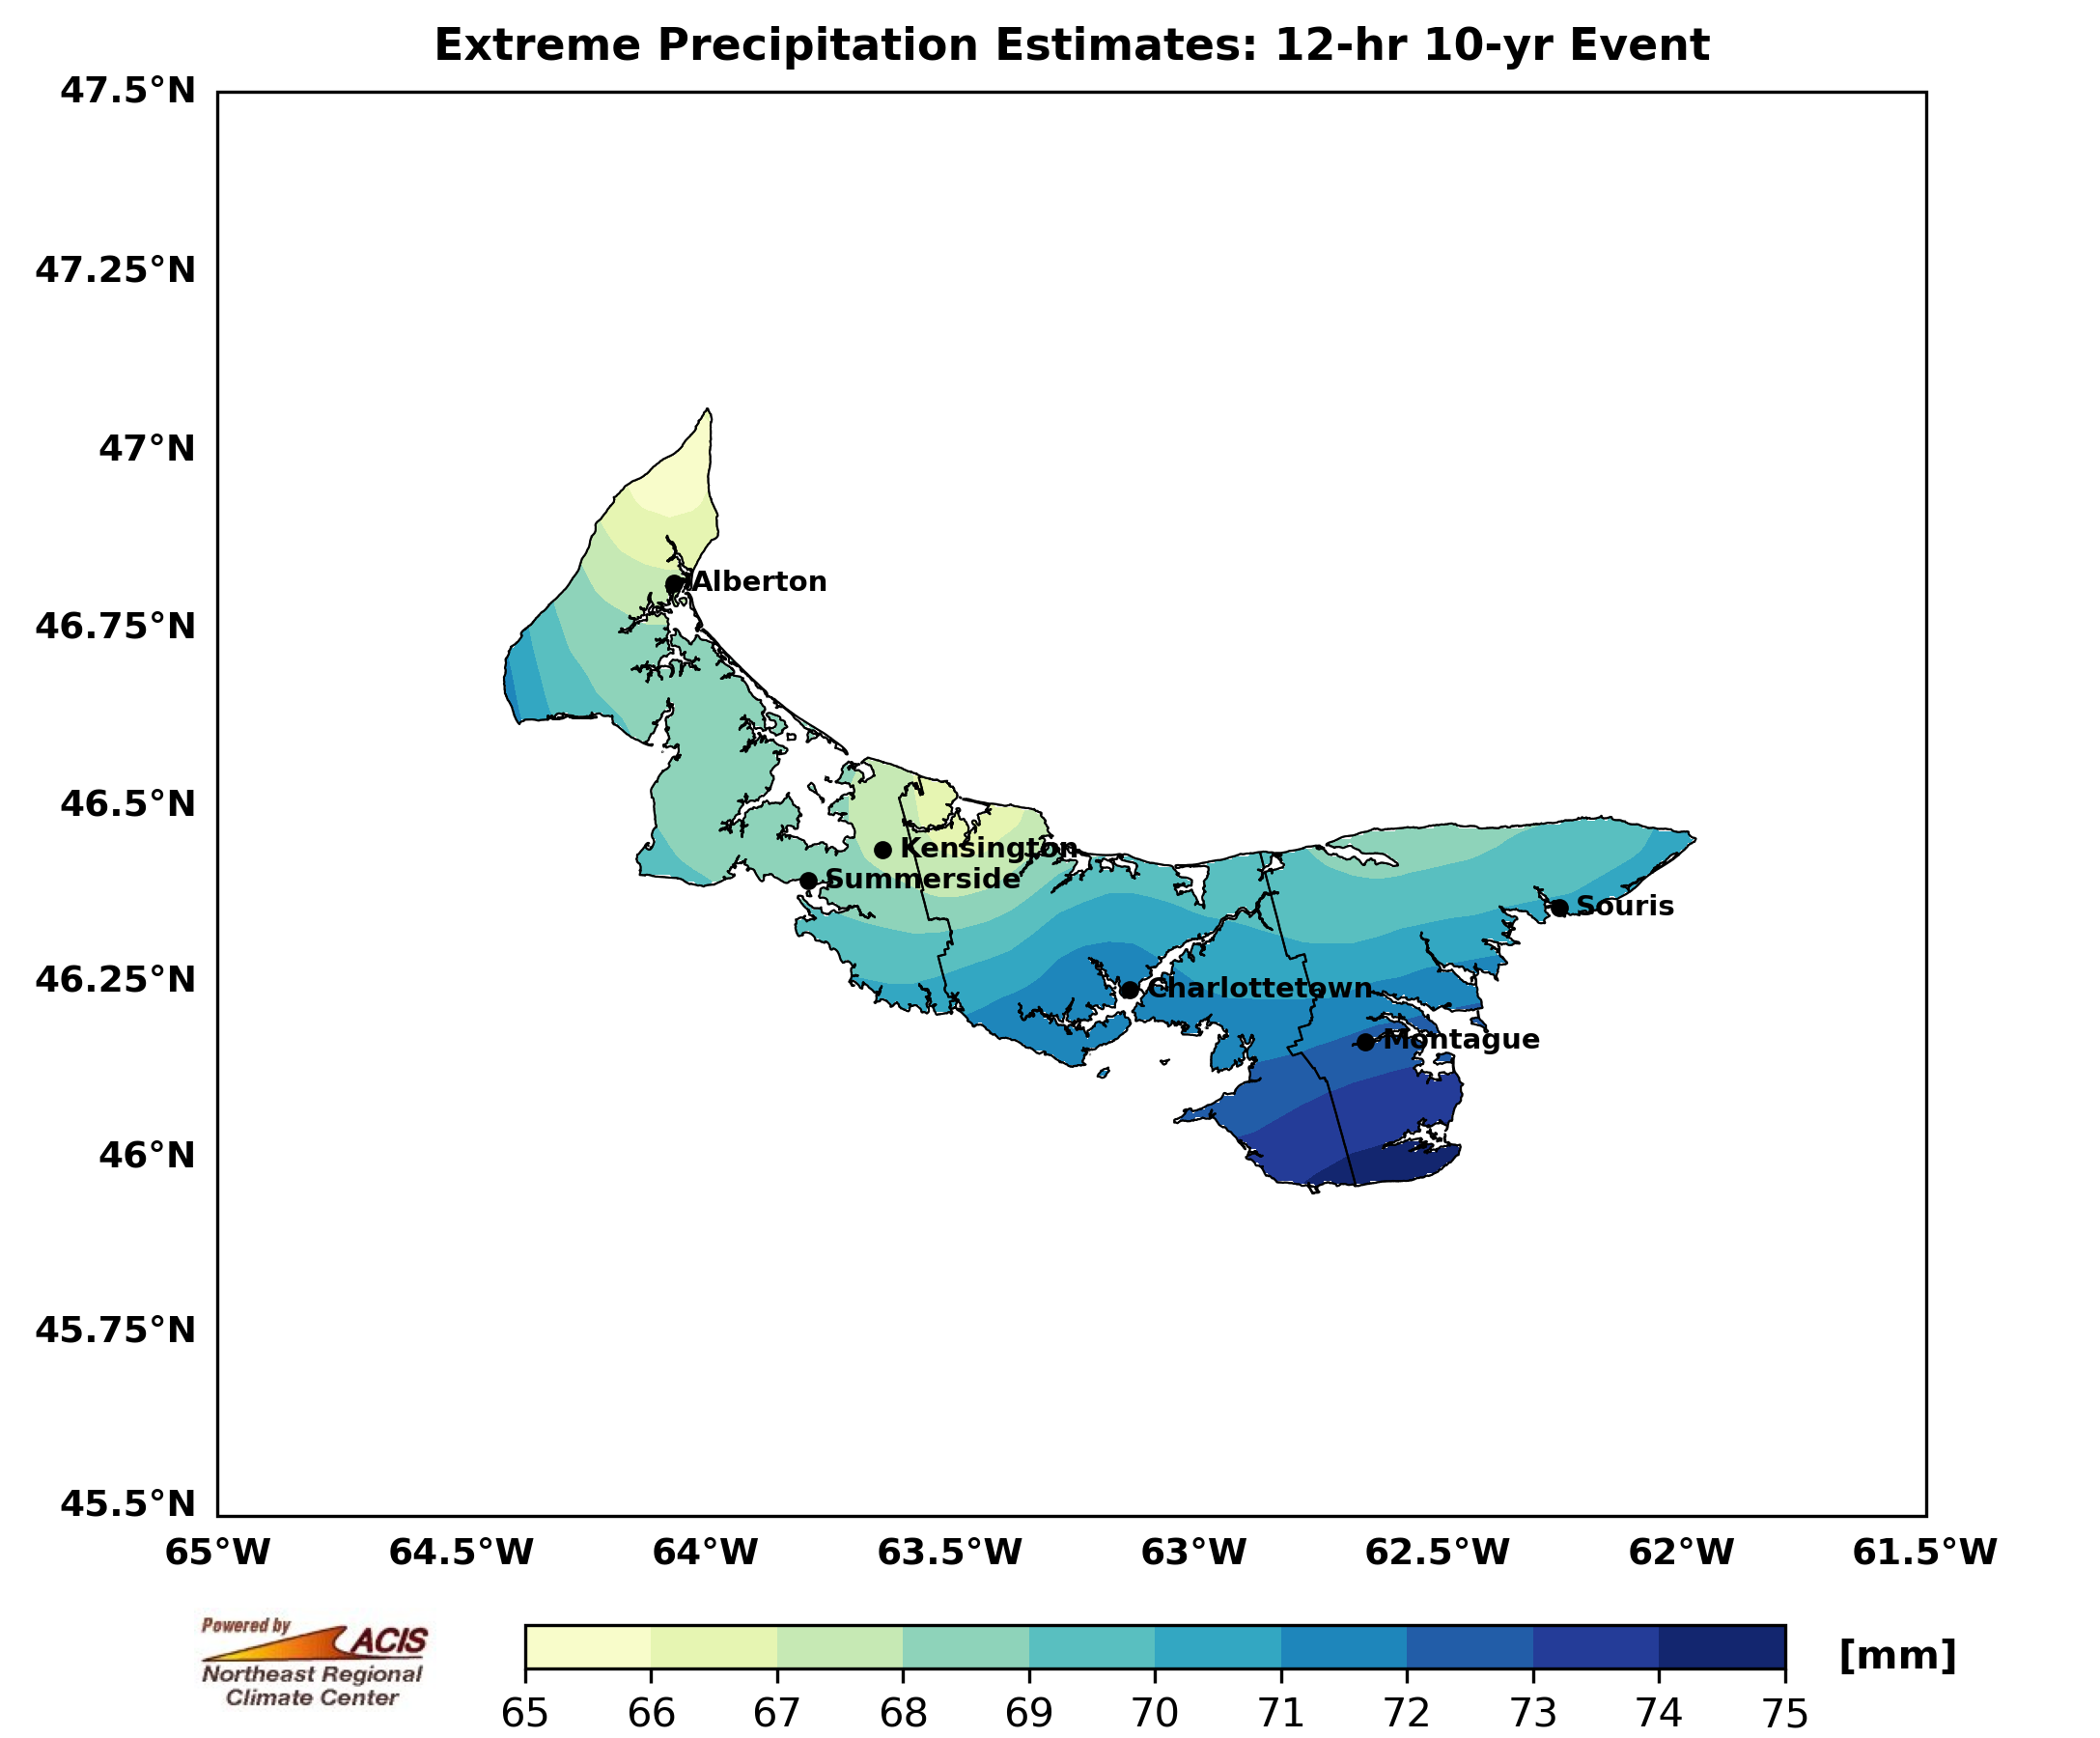 Extreme Precipitation Estimates: 12-hr 10-yr Event
47.5°N
47.25°N
47°N
46.75°N
46.5°N
46.25°N
46°N
45.75°N
45.5°N
Alberton
Kensington
Summerside
Souris
Charlottetown
Montague
65°W 64.5°W 64°W 63.5°W 63°W 62.5°W 62°W 61.5°W
Powered by
ACIS
Northeast Regional
Climate Center
[mm]
65 66 67 68 69 70 71 72 73 74 75